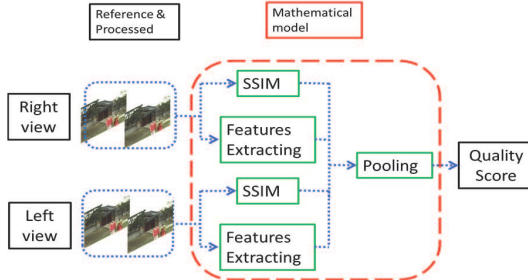 Reference &
Processed
Mathematical
model
Right
view
SSIM
Features
Extracting
Pooling
Quality
Score
Left
view
SSIM
Features
Extracting